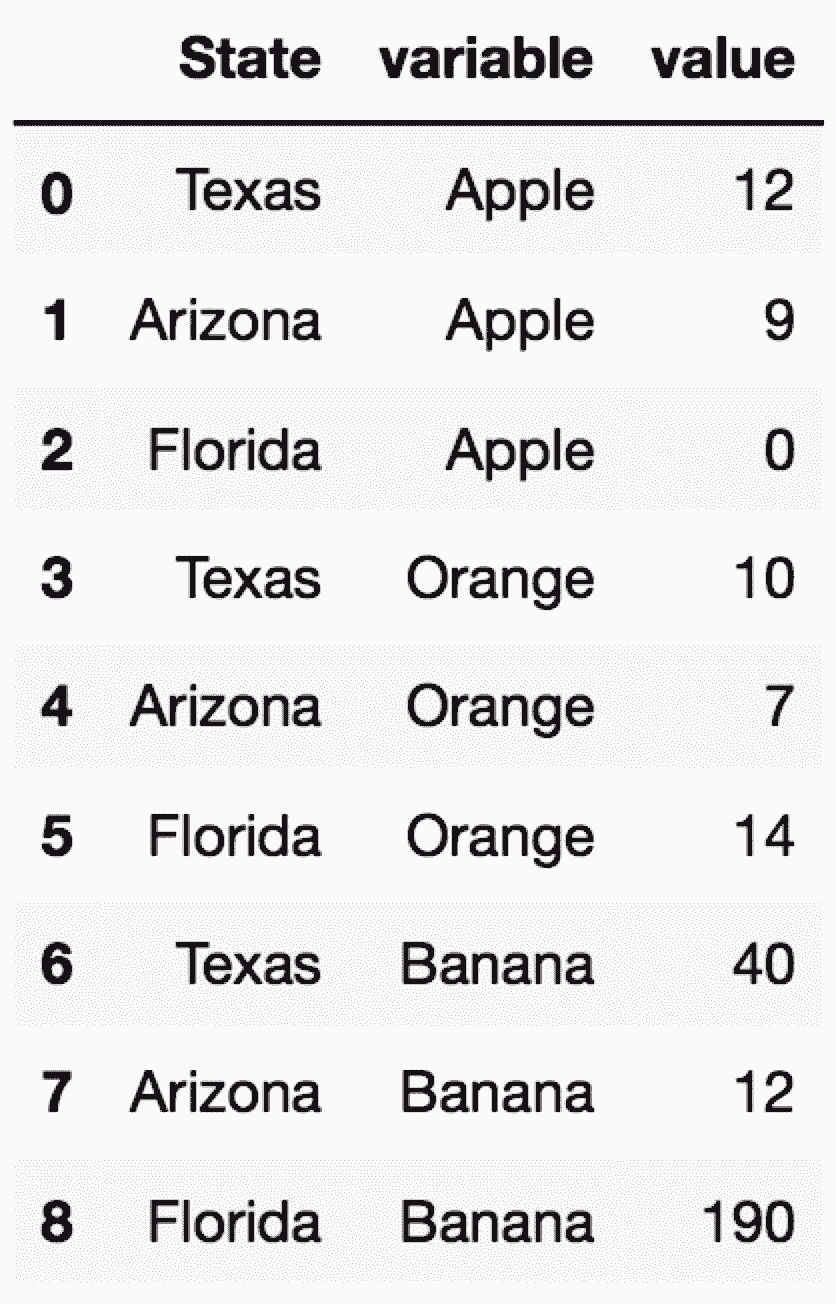 State variable value
0 Texas Apple 12
1 Arizona Apple 9
2 Florida Apple 0
3 Texas Orange 10
4 Arizona Orange 7
5 Florida Orange 14
6 Texas Banana 40
7 Arizona Banana 12
8 Florida Banana 190